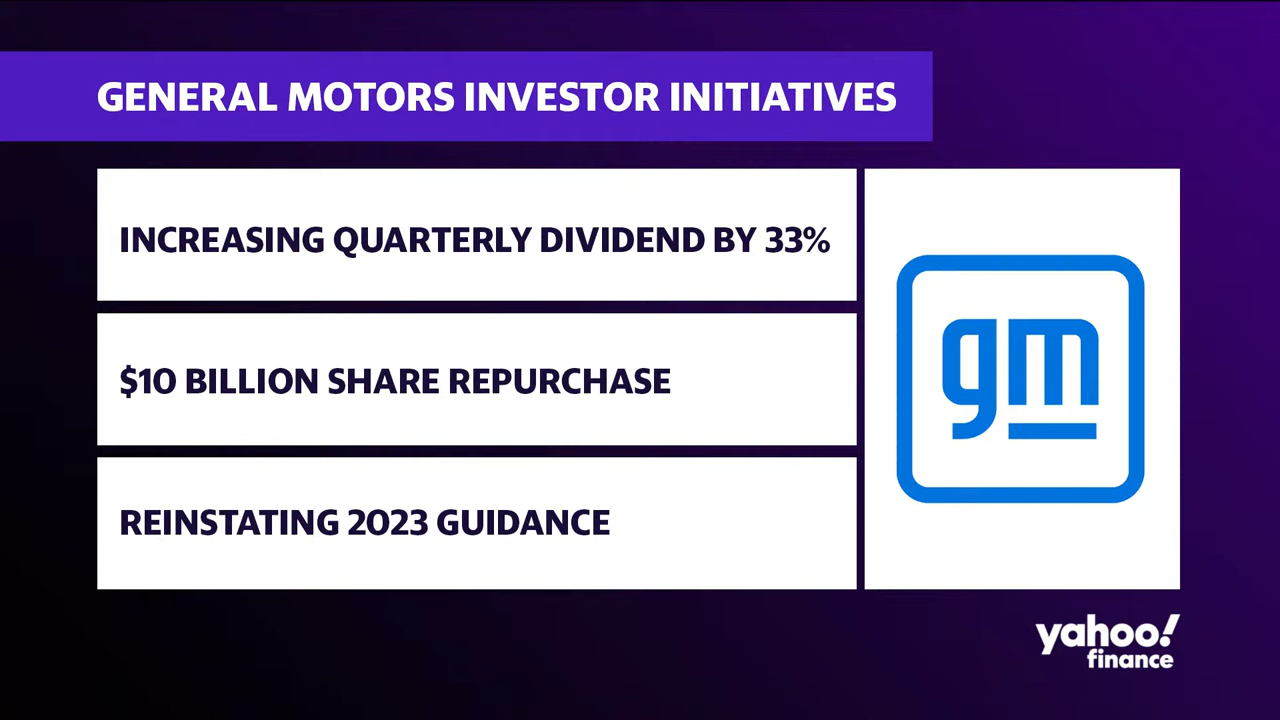 GENERAL MOTORS INVESTOR INITIATIVES
INCREASING QUARTERLY DIVIDEND BY 33%
$10 BILLION SHARE REPURCHASE
REINSTATING 2023 GUIDANCE
gm
yahoo!
finance